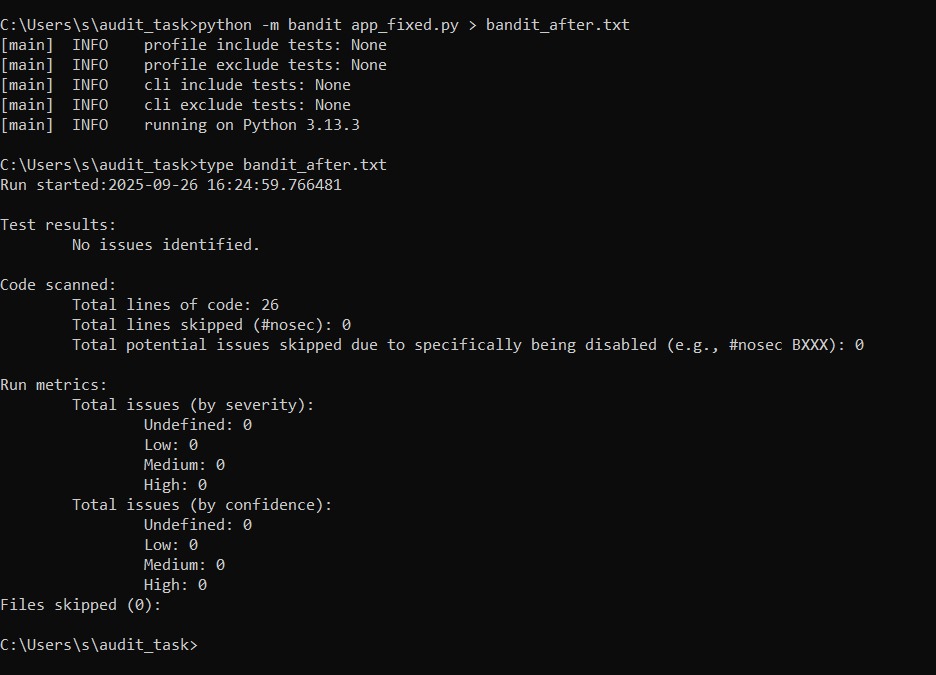 C:\Users\s\audit_task>python -m bandit app_fixed.py > bandit_after.txt
[main]  INFO    profile include tests: None
[main]  INFO    profile exclude tests: None
[main]  INFO    cli include tests: None
[main]  INFO    cli exclude tests: None
[main]  INFO    running on Python 3.13.3
C:\Users\s\audit_task>type bandit_after.txt
Run started:2025-09-26 16:24:59.766481
Test results:
        No issues identified.
Code scanned:
        Total lines of code: 26
        Total lines skipped (#nosec): 0
        Total potential issues skipped due to specifically being disabled (e.g., #nosec BXXX): 0
Run metrics:
        Total issues (by severity):
                Undefined: 0
                Low: 0
                Medium: 0
                High: 0
        Total issues (by confidence):
                Undefined: 0
                Low: 0
                Medium: 0
                High: 0
Files skipped (0):
C:\Users\s\audit_task>